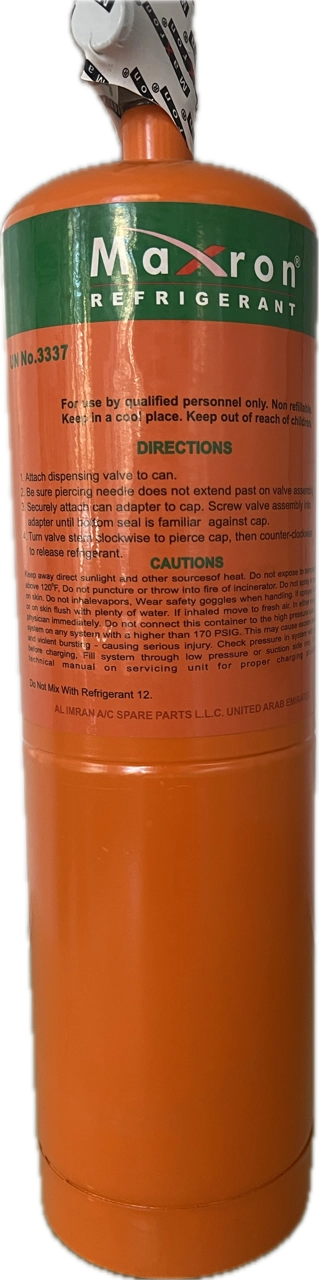 MaXron®
REFRIGERANT
UN No.3337
For use by qualified personnel only. Non refillable
Keep in a cool place. Keep out of reach of children
DIRECTIONS
1. Attach dispensing valve to can.
2. Be sure piercing needle does not extend past on valve assembly
3. Securely attach can adapter to cap. Screw valve assembly into
adapter until bottom seal is familiar against cap.
4. Turn valve stem clockwise to pierce cap, then counter-clockwise
to release refrigerant.
CAUTIONS
Keep away direct sunlight and other sourcesof heat. Do not expose to
above 120°F, Do not puncture or throw into fire of incinerator. Do not spray
on skin. Do not inhalevapors, Wear safety goggles when handling. if
or on skin flush with plenty of water. If inhaled move to fresh air. In
physician immediately. Do not connect this container to the high pressure
system on any system with a higher than 170 PSIG. This may cause
and violent bursting - causing serious injury. Check pressure in system
before charging. Fill system through low pressure or suction side
technical manual on servicing unit for proper charging
Do Not Mix With Refrigerant 12.
AL IMRAN A/C SPARE PARTS L.L.C. UNITED ARAB EMIRATES